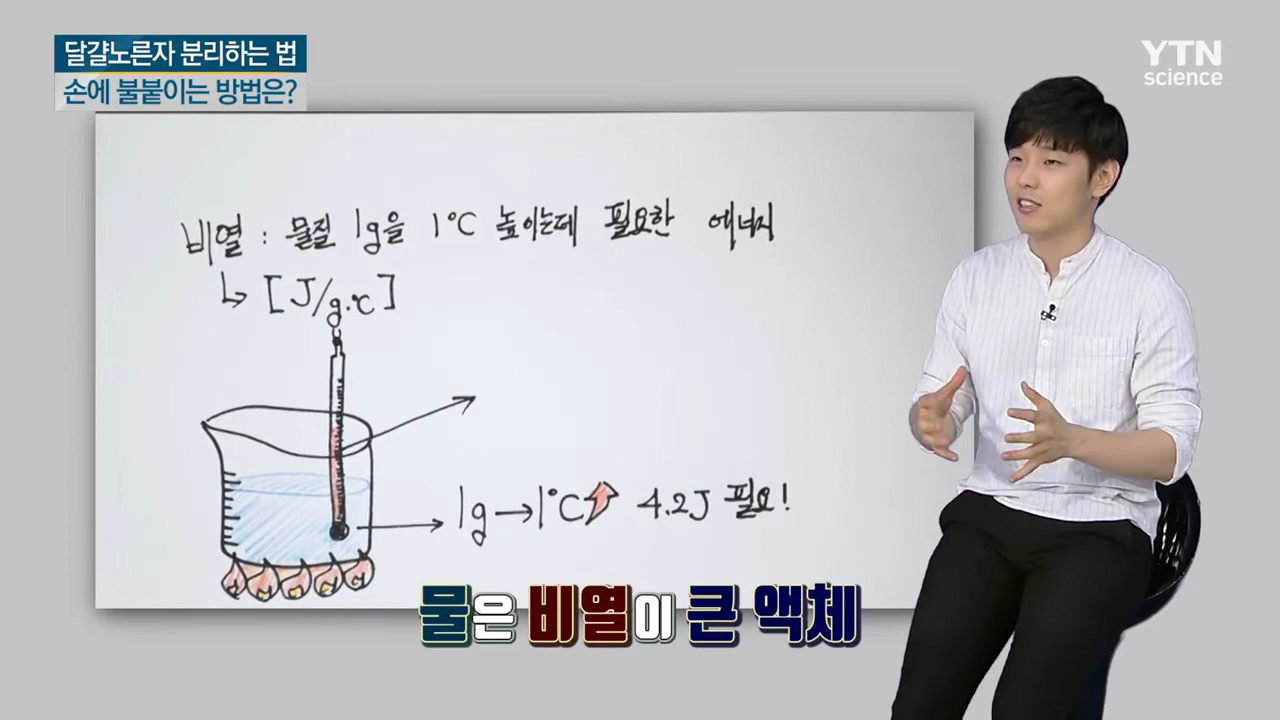 달걀노른자 분리하는 법
손에 불붙이는 방법은?
YTN
science
비열 : 물질 1g을 1℃ 높이는데 필요한 에너지
↳ [J/g·℃]
1g → 1℃⇧ 4.2J 필요!
물은 비열이 큰 액체